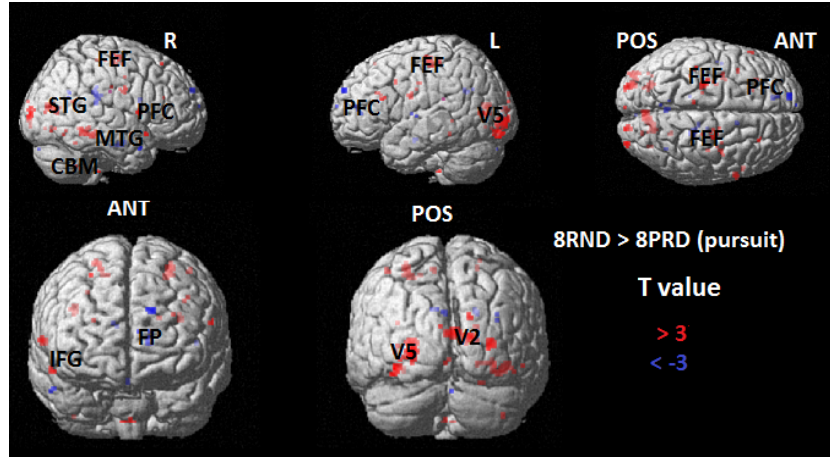 R
FEF
STG
PFC
MTG
CBM
L
FEF
PFC
V5
POS
ANT
FEF
PFC
FEF
ANT
FP
IFG
POS
V2
V5
8RND > 8PRD (pursuit)
T value
> 3
< -3